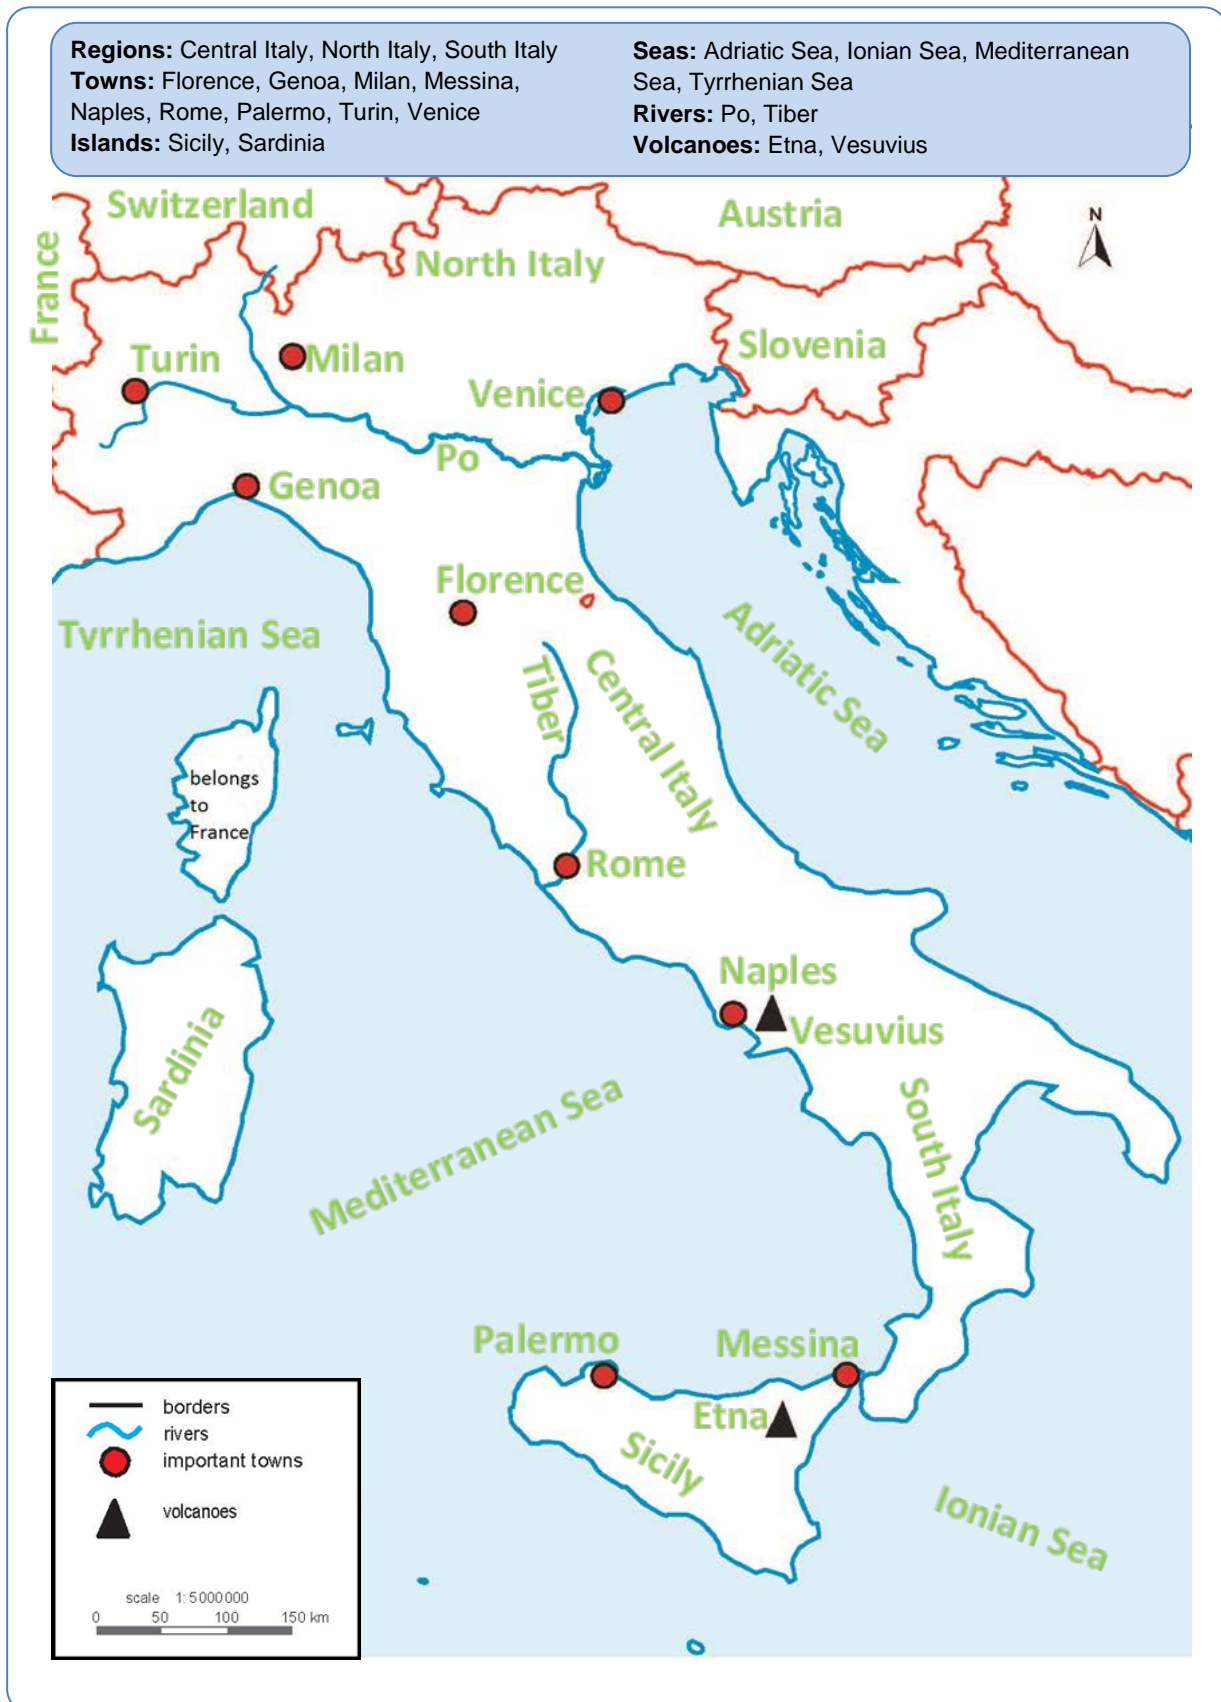 Regions: Central Italy, North Italy, South Italy
Towns: Florence, Genoa, Milan, Messina,
Naples, Rome, Palermo, Turin, Venice
Islands: Sicily, Sardinia
Seas: Adriatic Sea, Ionian Sea, Mediterranean
Sea, Tyrrhenian Sea
Rivers: Po, Tiber
Volcanoes: Etna, Vesuvius
Switzerland
Austria
N
France
North Italy
Turin
Milan
Slovenia
Venice
Po
Genoa
Florence
Tyrrhenian Sea
Adriatic Sea
Tiber
Central Italy
belongs
to
France
Rome
Naples
Vesuvius
Sardinia
Mediterranean Sea
South Italy
Palermo
Messina
Etna
Sicily
Ionian Sea
borders
rivers
important towns
volcanoes
scale 1:5000000
0 50 100 150 km